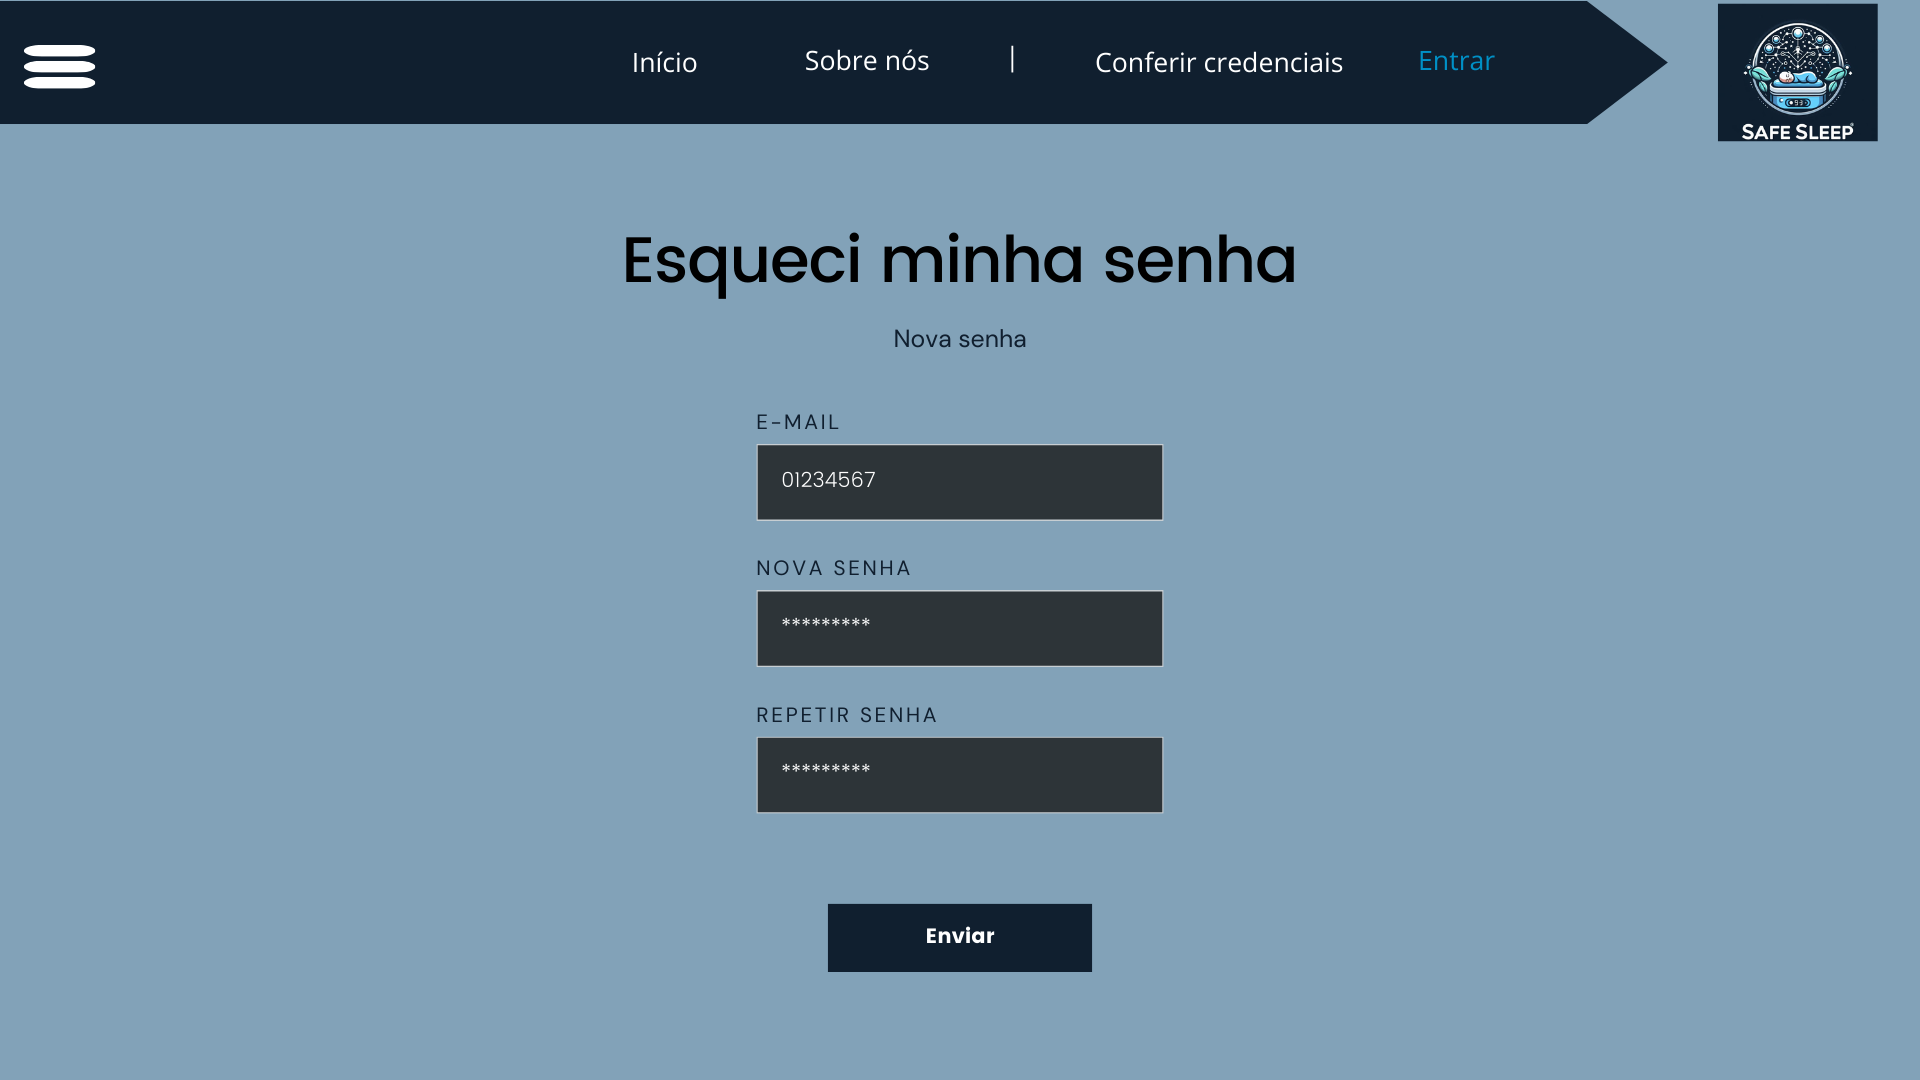 Início
Sobre nós
|
Conferir credenciais
Entrar
SAFE SLEEP
Esqueci minha senha
Nova senha
E-MAIL
01234567
NOVA SENHA
*********
REPETIR SENHA
*********
Enviar